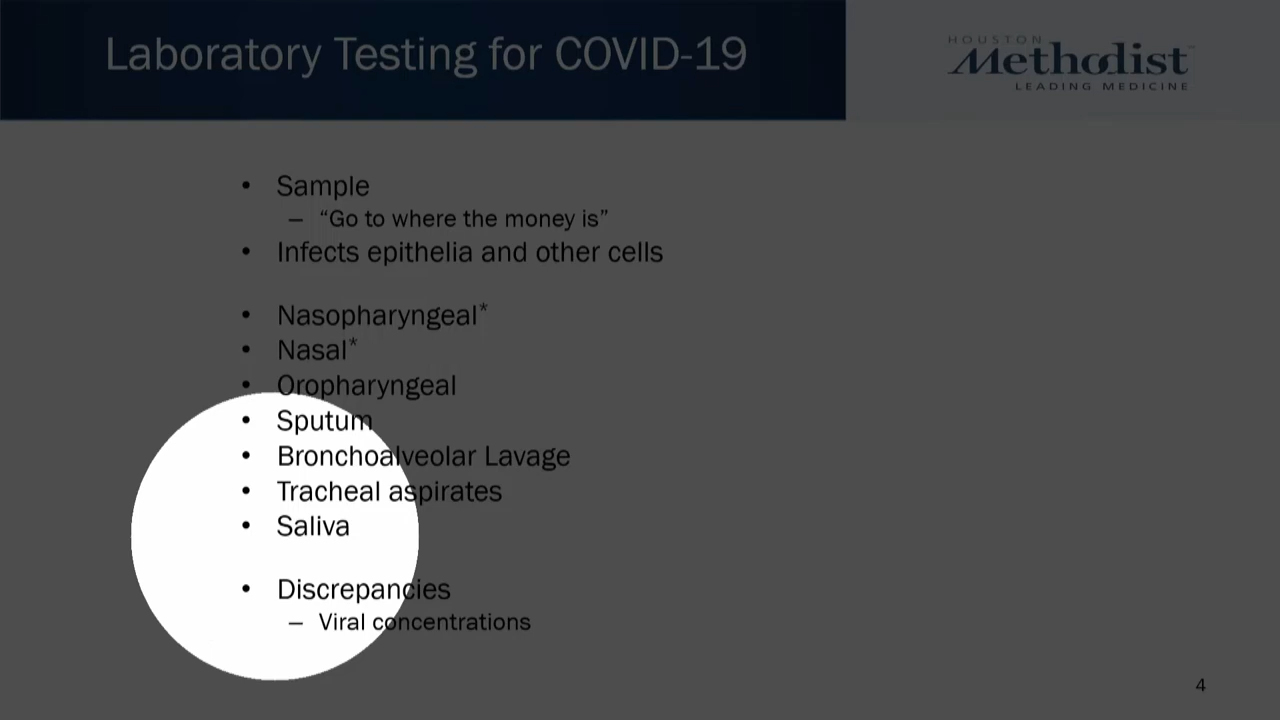 Laboratory Testing for COVID-19
HOUSTON
Methodist
LEADING MEDICINE
• Sample
– “Go to where the money is”
• Infects epithelia and other cells
• Nasopharyngeal*
• Nasal*
• Oropharyngeal
• Sputum
• Bronchoalveolar Lavage
• Tracheal aspirates
• Saliva
• Discrepancies
– Viral concentrations
4